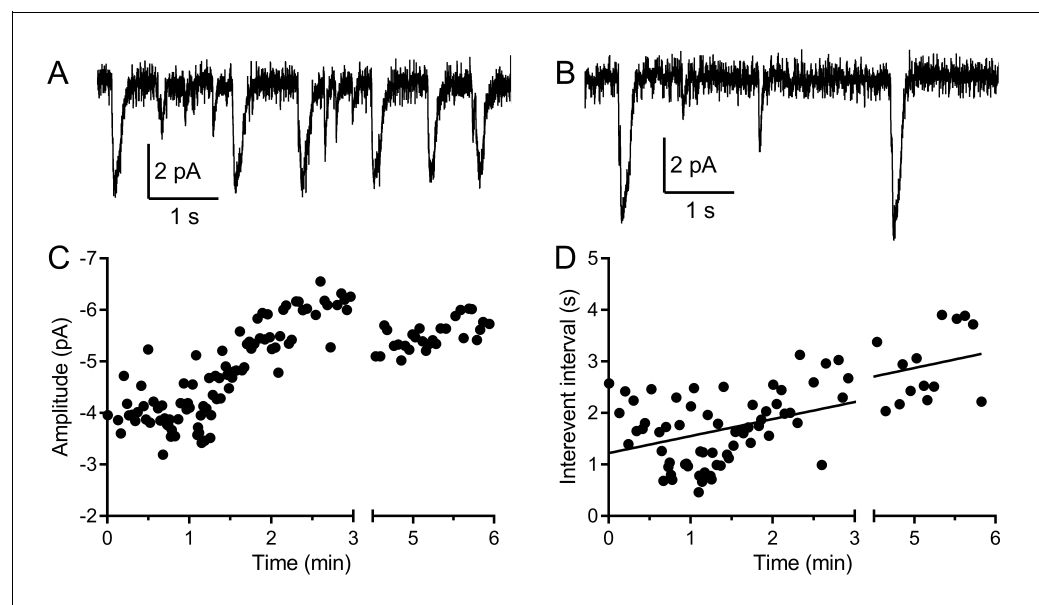 A
2 pA
1 s
B
2 pA
1 s
C
-7
-6
-5
-4
-3
-2
Amplitude (pA)
0 1 2 3 5 6
Time (min)
D
5
4
3
2
1
0
Interevent interval (s)
0 1 2 3 5 6
Time (min)